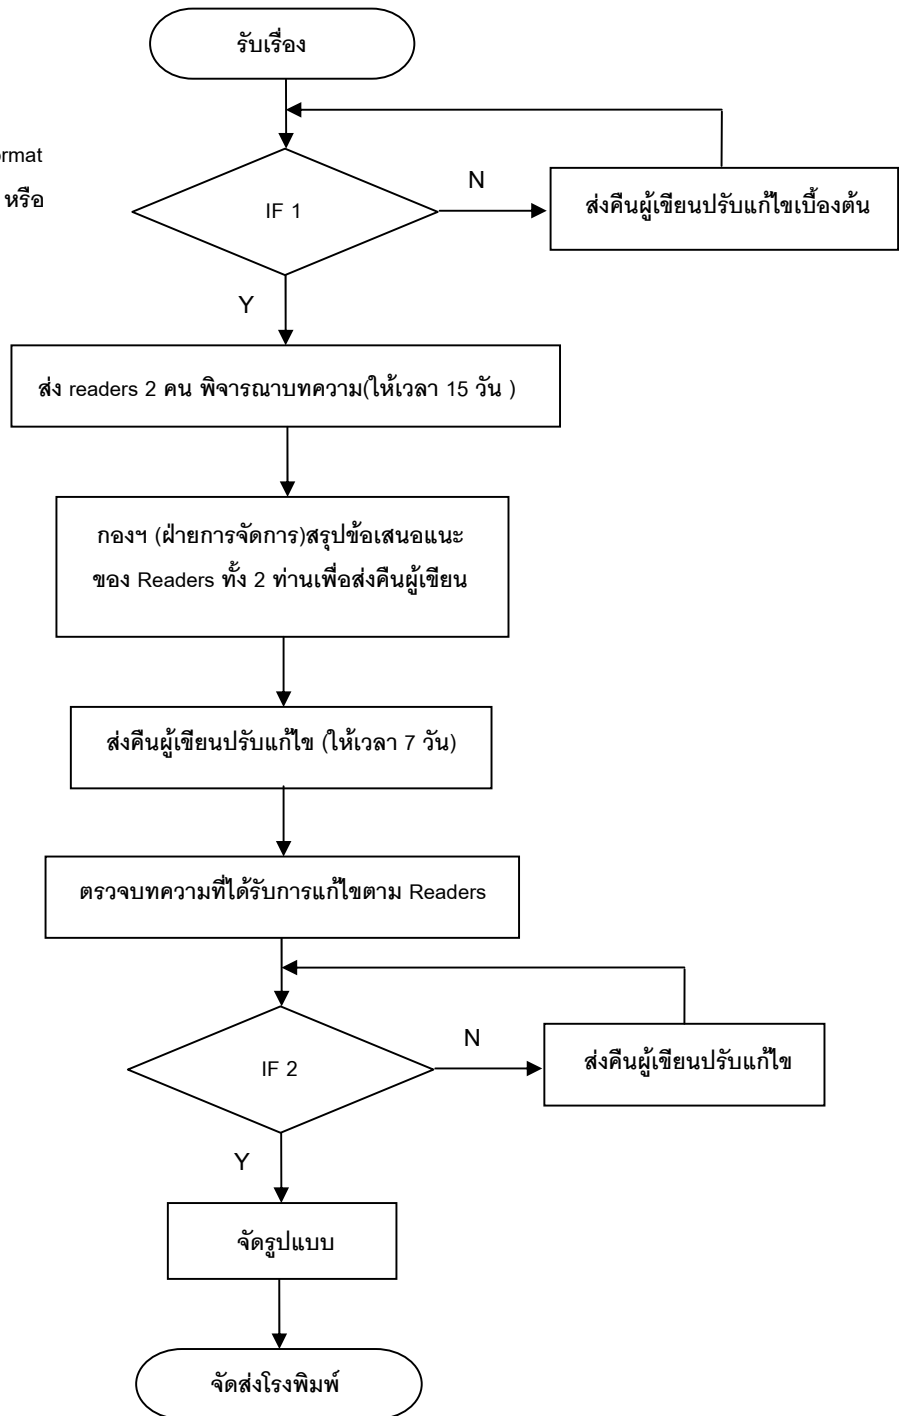 รับเรื่อง
หรือ
N
IF 1
ส่งคืนผู้เขียนปรับแก้ไขเบื้องต้น
Y
ส่ง readers 2 คน พิจารณาบทความ(ให้เวลา 15 วัน )
กองฯ (ฝ่ายการจัดการ)สรุปข้อเสนอแนะ
ของ Readers ทั้ง 2 ท่านเพื่อส่งคืนผู้เขียน
ส่งคืนผู้เขียนปรับแก้ไข (ให้เวลา 7 วัน)
ตรวจบทความที่ได้รับการแก้ไขตาม Readers
N
IF 2
ส่งคืนผู้เขียนปรับแก้ไข
Y
จัดรูปแบบ
จัดส่งโรงพิมพ์